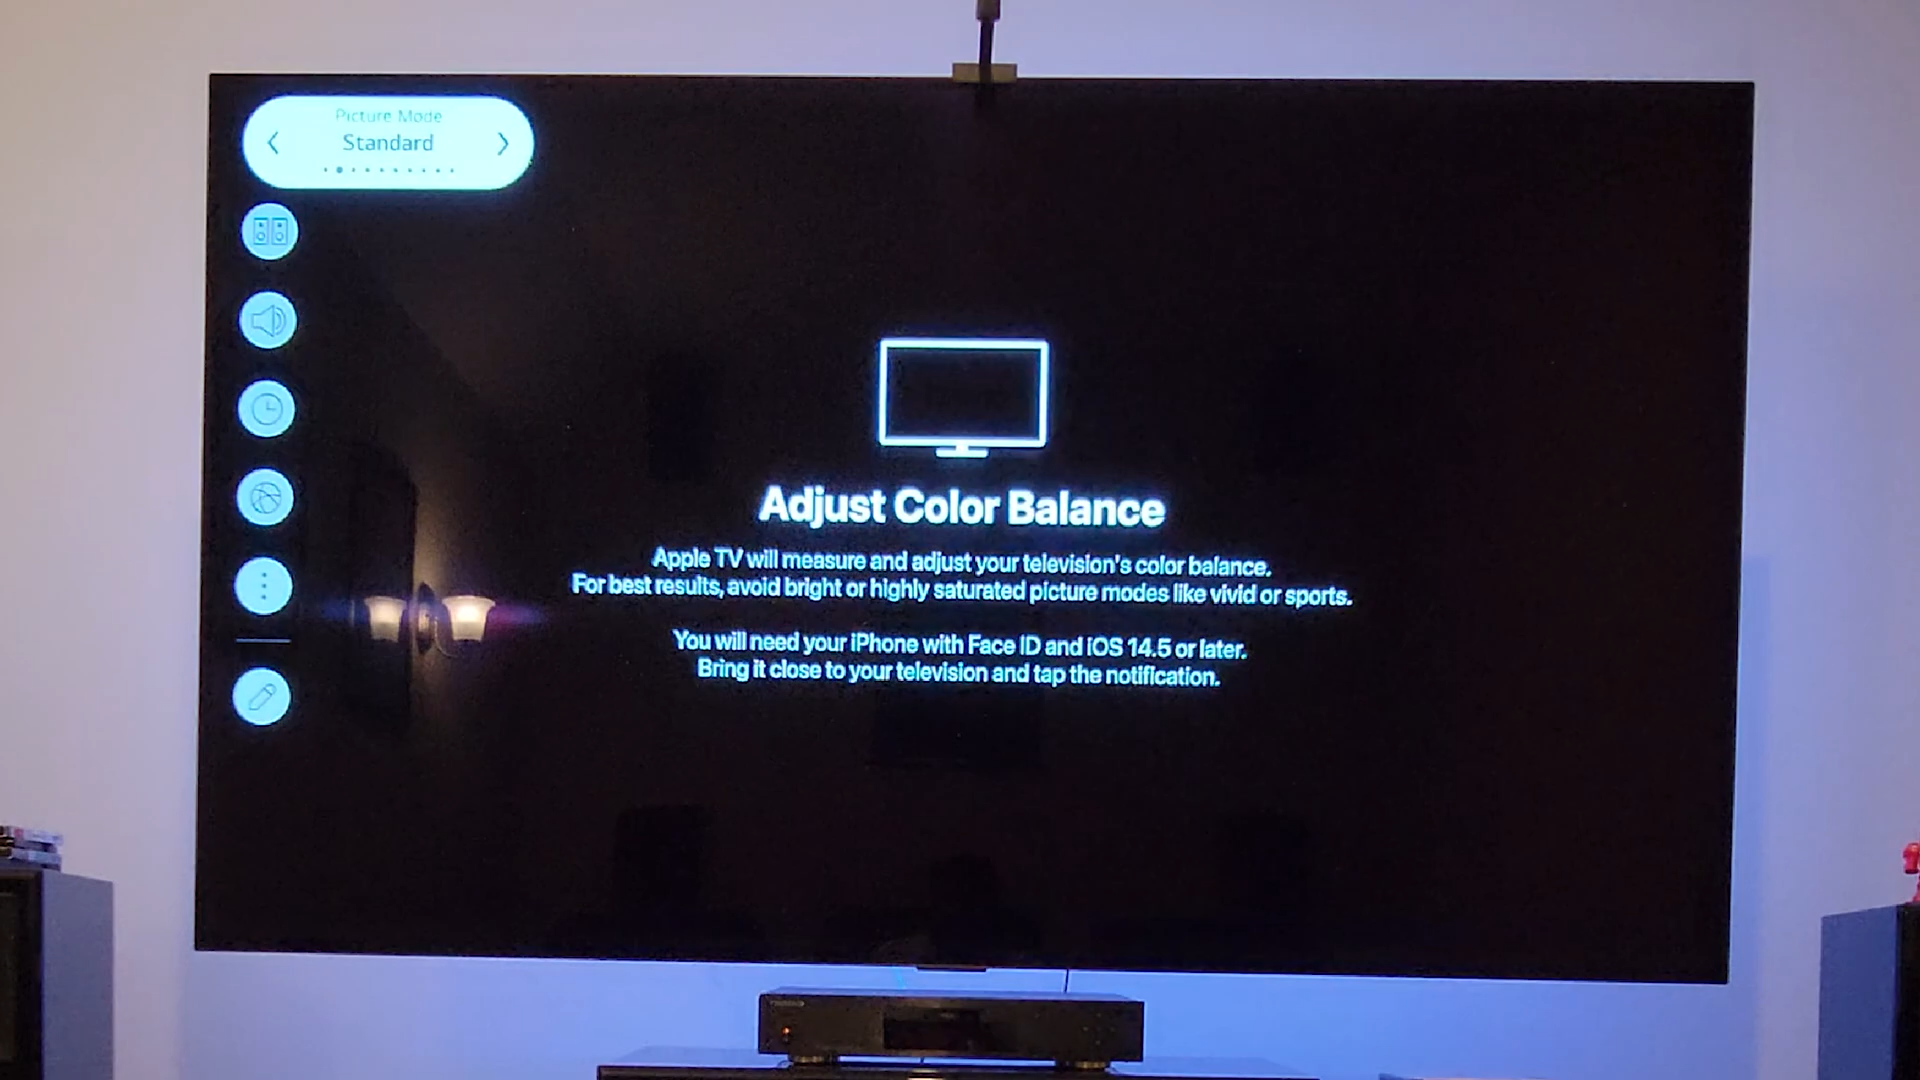 Picture Mode
Standard
Adjust Color Balance
Apple TV will measure and adjust your television's color balance.
For best results, avoid bright or highly saturated picture modes like vivid or sports.
You will need your iPhone with Face ID and iOS 14.5 or later.
Bring it close to your television and tap the notification.